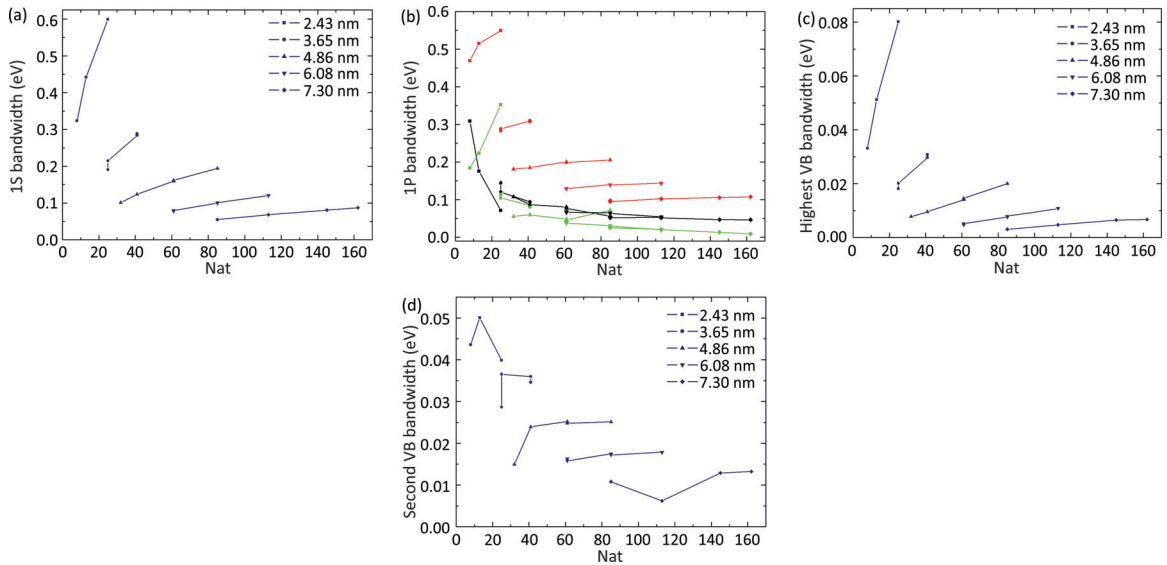 (a)
1S bandwidth (eV)
0.6
0.5
0.4
0.3
0.2
0.1
0.0
0 20 40 60 80 100 120 140 160
Nat
2.43 nm
3.65 nm
4.86 nm
6.08 nm
7.30 nm
(b)
1P bandwidth (eV)
0.6
0.5
0.4
0.3
0.2
0.1
0.0
0 20 40 60 80 100 120 140 160
Nat
(c)
Highest VB bandwidth (eV)
0.08
0.06
0.04
0.02
0.00
0 20 40 60 80 100 120 140 160
Nat
2.43 nm
3.65 nm
4.86 nm
6.08 nm
7.30 nm
(d)
Second VB bandwidth (eV)
0.05
0.04
0.03
0.02
0.01
0.00
0 20 40 60 80 100 120 140 160
Nat
2.43 nm
3.65 nm
4.86 nm
6.08 nm
7.30 nm